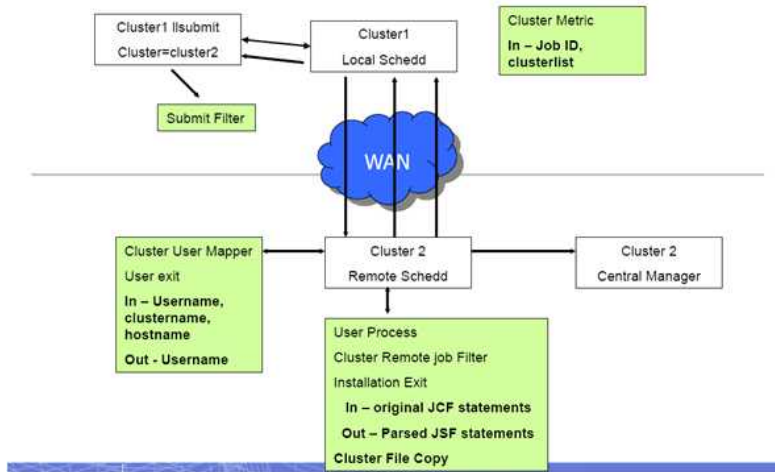 Cluster1 llsubmit
Cluster=cluster2
Cluster1
Local Schedd
Cluster Metric
In – Job ID,
clusterlist
Submit Filter
WAN
Cluster User Mapper
User exit
In – Username,
clustername,
hostname
Out - Username
Cluster 2
Remote Schedd
Cluster 2
Central Manager
User Process
Cluster Remote job Filter
Installation Exit
In – original JCF statements
Out – Parsed JSF statements
Cluster File Copy